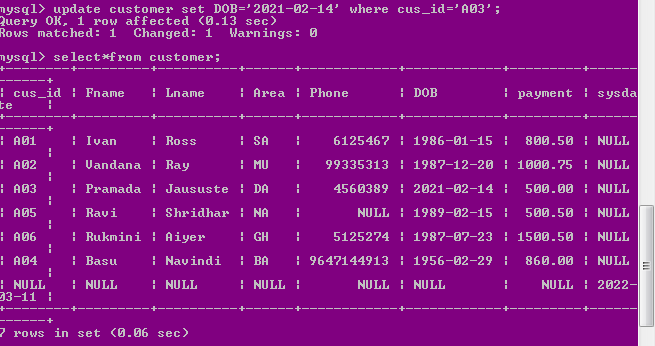 mysql> update customer set DOB='2021-02-14' where cus_id='A03';
Query OK, 1 row affected (0.13 sec)
Rows matched: 1  Changed: 1  Warnings: 0
mysql> select*from customer;
+--------+---------+----------+------+------------+------------+---------+------
------+
| cus_id | Fname   | Lname    | Area | Phone      | DOB        | payment | sysda
te    |
+--------+---------+----------+------+------------+------------+---------+------
------+
| A01    | Ivan    | Ross     | SA   |    6125467 | 1986-01-15 |  800.50 | NULL
      |
| A02    | Vandana | Ray      | MU   |   99335313 | 1987-12-20 | 1000.75 | NULL
      |
| A03    | Pramada | Jaususte | DA   |    4560389 | 2021-02-14 |  500.00 | NULL
      |
| A05    | Ravi    | Shridhar | NA   |       NULL | 1989-02-15 |  500.50 | NULL
      |
| A06    | Rukmini | Aiyer    | GH   |    5125274 | 1987-07-23 | 1500.50 | NULL
      |
| A04    | Basu    | Navindi  | BA   | 9647144913 | 1956-02-29 |  860.00 | NULL
      |
| NULL   | NULL    | NULL     | NULL |       NULL | NULL       |    NULL | 2022-
03-11 |
+--------+---------+----------+------+------------+------------+---------+------
------+
7 rows in set (0.06 sec)